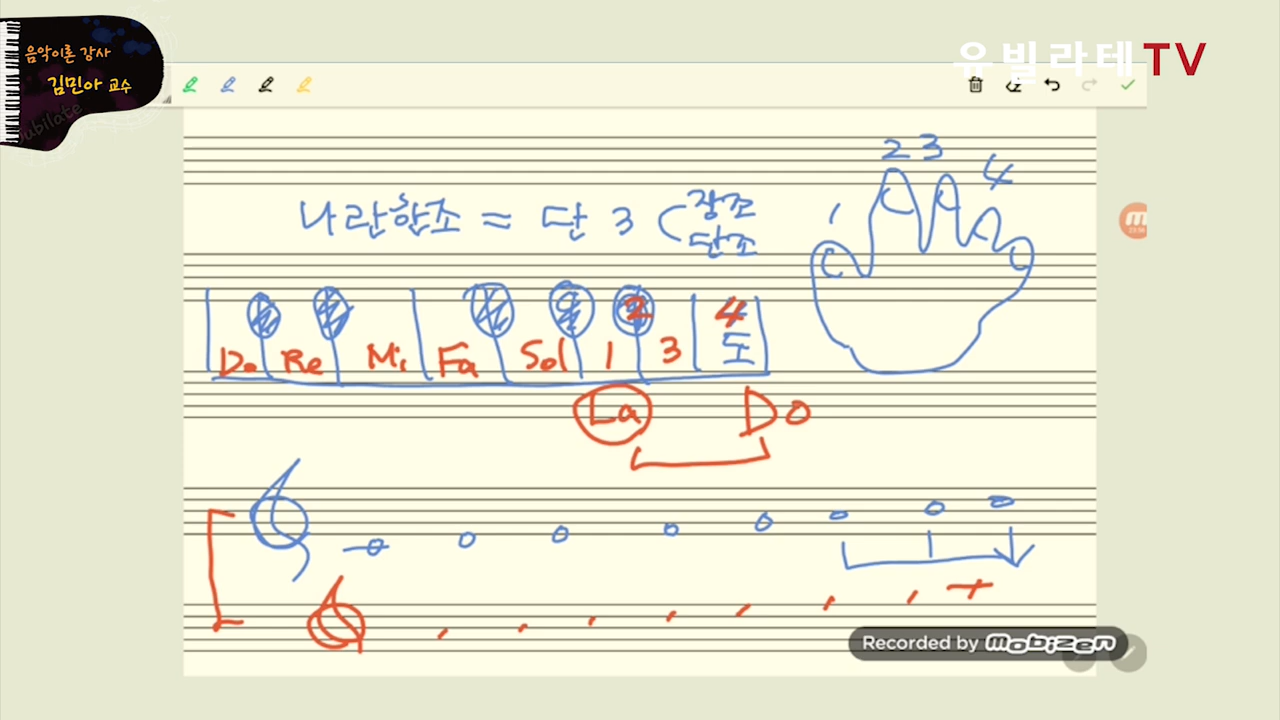 음악이론 강사
김민아 교수
Jubilate
유빌라테TV
2 3
4
1
나란한조 = 단 3 장조
단조
2 4
Do Re Mi Fa Sol 1 3 도
La Do
Recorded by mobizen